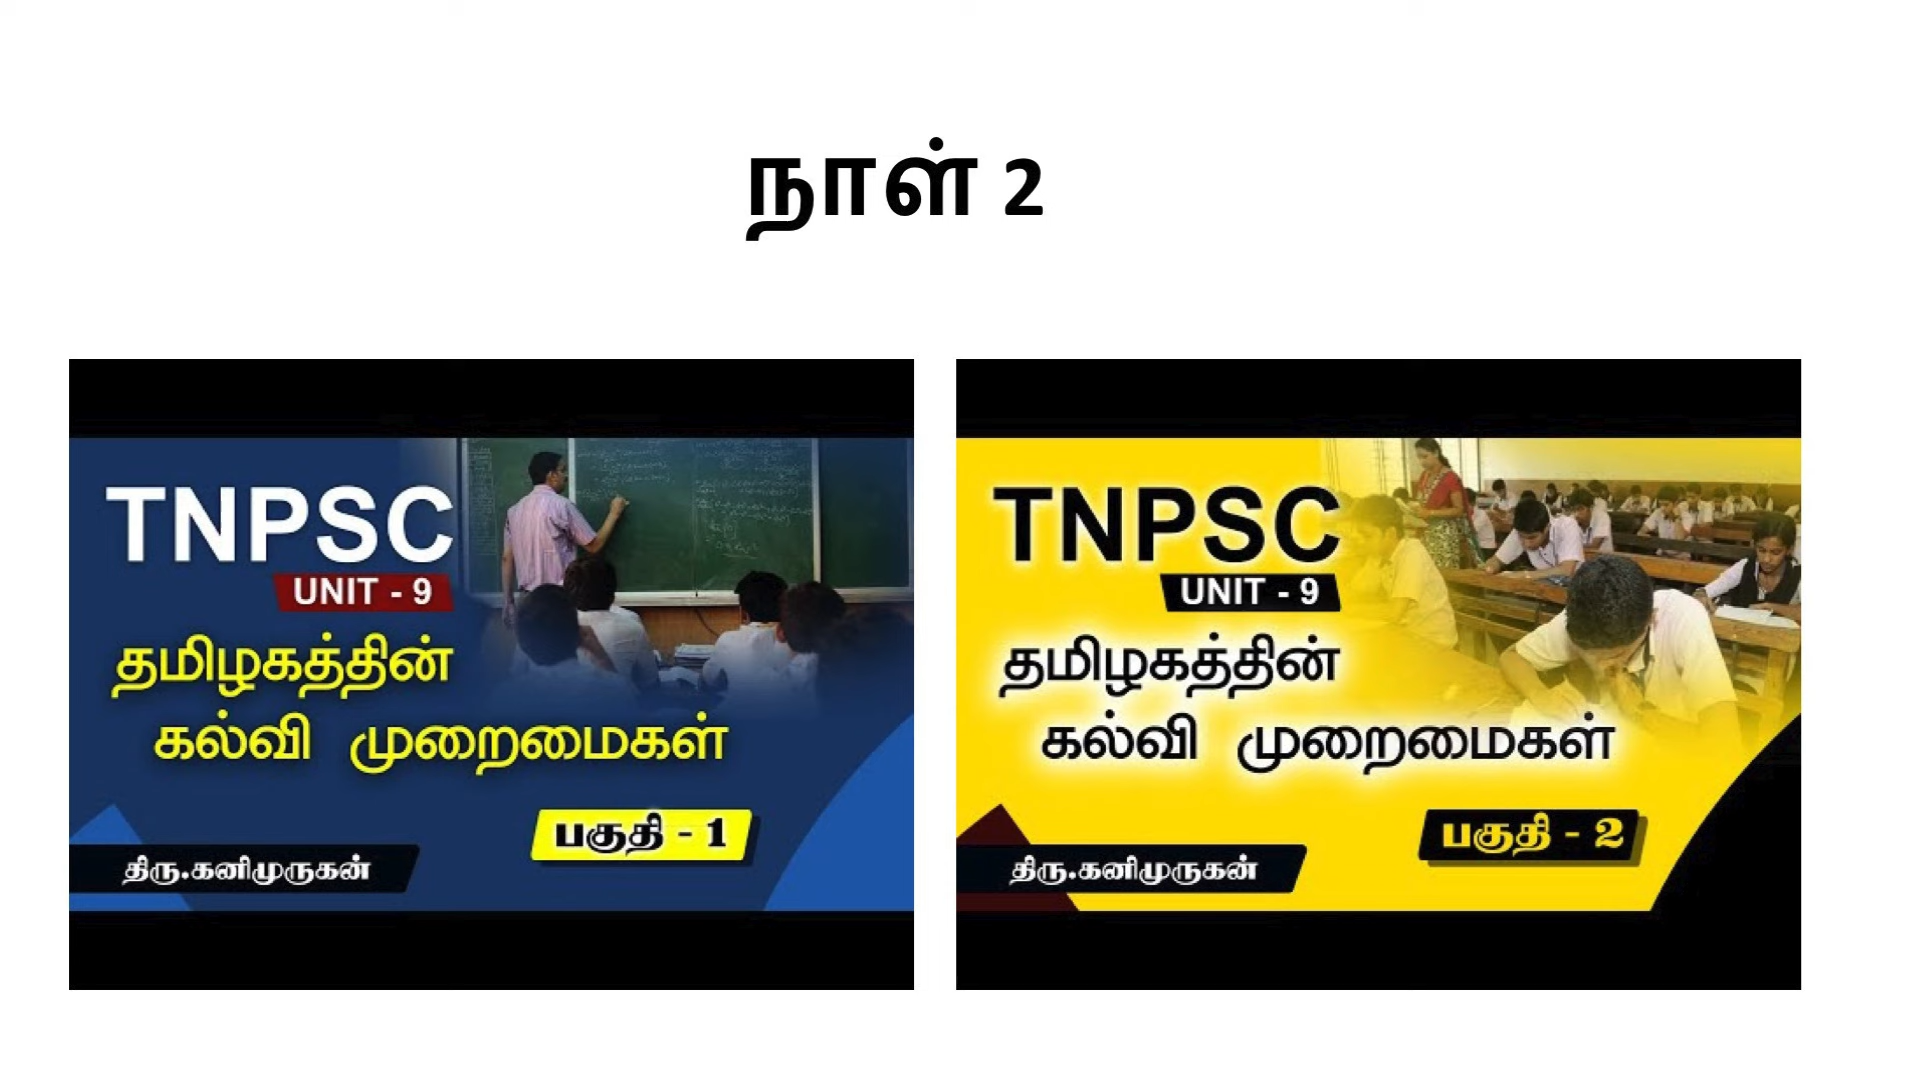 நாள் 2
TNPSC
UNIT - 9
தமிழகத்தின்
கல்வி முறைமைகள்
பகுதி - 1
திரு.கனிமுருகன்
TNPSC
UNIT - 9
தமிழகத்தின்
கல்வி முறைமைகள்
பகுதி - 2
திரு.கனிமுருகன்